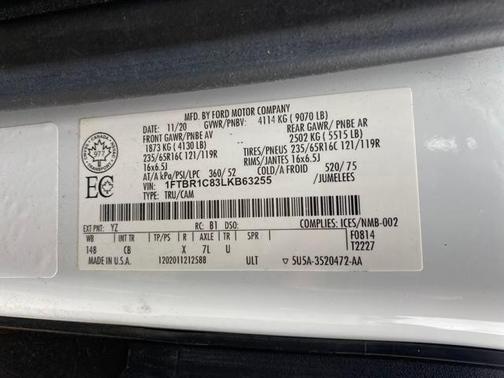 MFD. BY FORD MOTOR COMPANY
11/20 GVWR/PNBV: 4114 KG ( 9070 LB)
FRONT GAWR/PNBE AV REAR GAWR/ PNBE AR
1873 KG ( 4130 LB) 2502 KG ( 5515 LB)
235/65R16C 121/119R TIRES/PNEUS 235/65R16C 121/119R
16x6.5J RIMS/JANTES 16x6.5J
AT/A kPa/PSI/LPC 360/ 52 COLD/A FROID 520/ 75
1FTBR1C83LKB63255 /JUMELEES
TYPE: TRU/CAM
CANADA
977
EC
EXT PNT: YZ RC: B1 DSO: COMPLIES: ICES/NMB-002
WB INT TR TP/PS R AXLE TR SPR F0814
148 CB X 7L U T2227
MADE IN U.S.A. 1202011212588 ULT 5U5A-3520472-AA